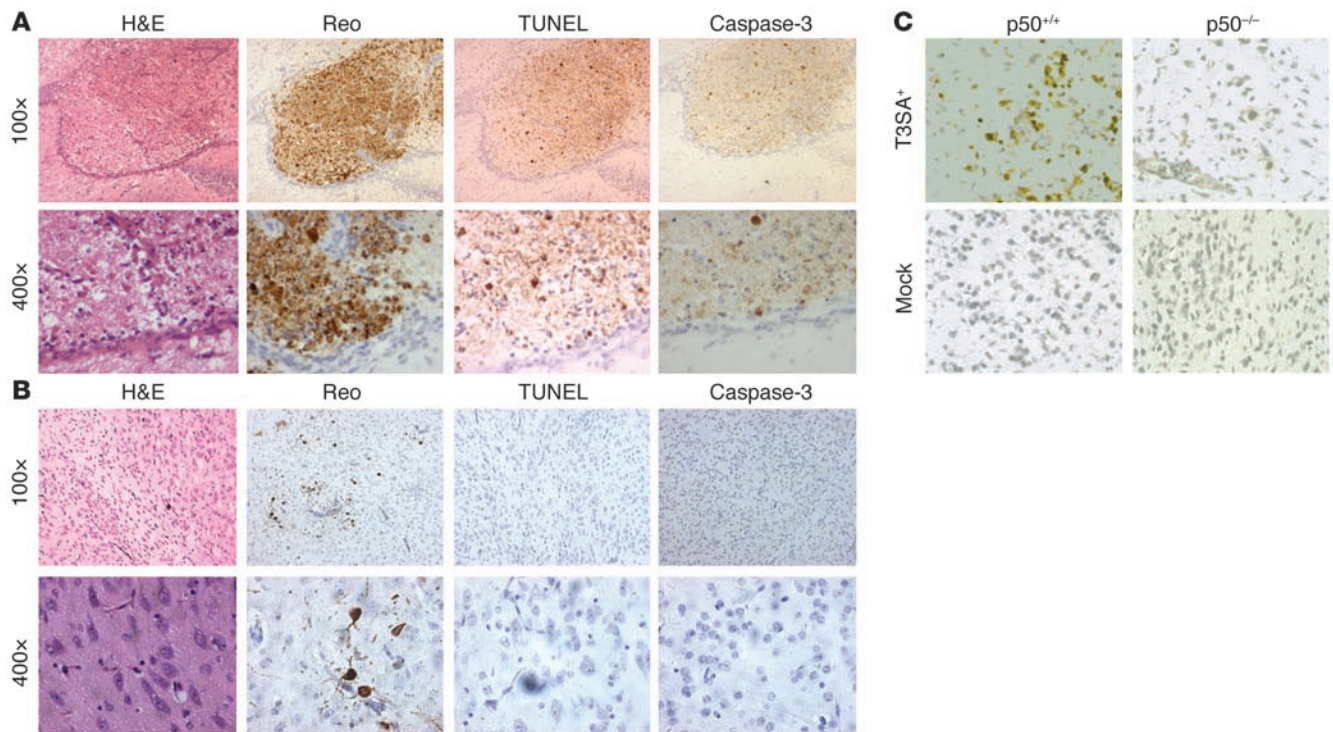 A
H&E Reo TUNEL Caspase-3
100×
400×
B
H&E Reo TUNEL Caspase-3
100×
400×
C
p50+/+ p50–/–
T3SA+
Mock